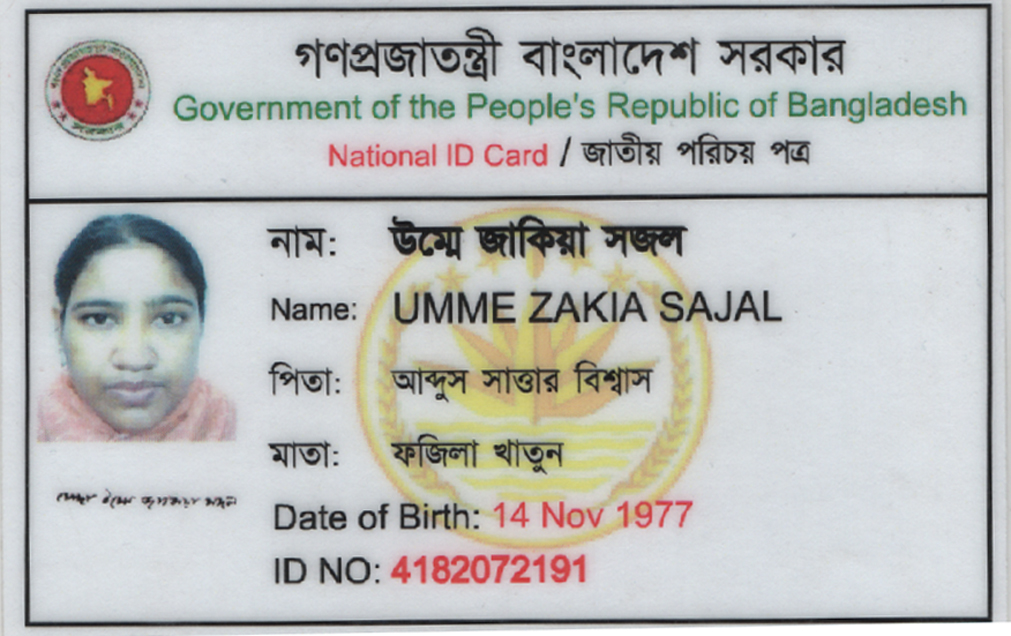 গণপ্রজাতন্ত্রী বাংলাদেশ সরকার
Government of the People's Republic of Bangladesh
National ID Card / জাতীয় পরিচয় পত্র
নাম: উম্মে জাকিয়া সজল
Name: UMME ZAKIA SAJAL
পিতা: আব্দুস সাত্তার বিশ্বাস
মাতা: ফজিলা খাতুন
Date of Birth: 14 Nov 1977
ID NO: 4182072191